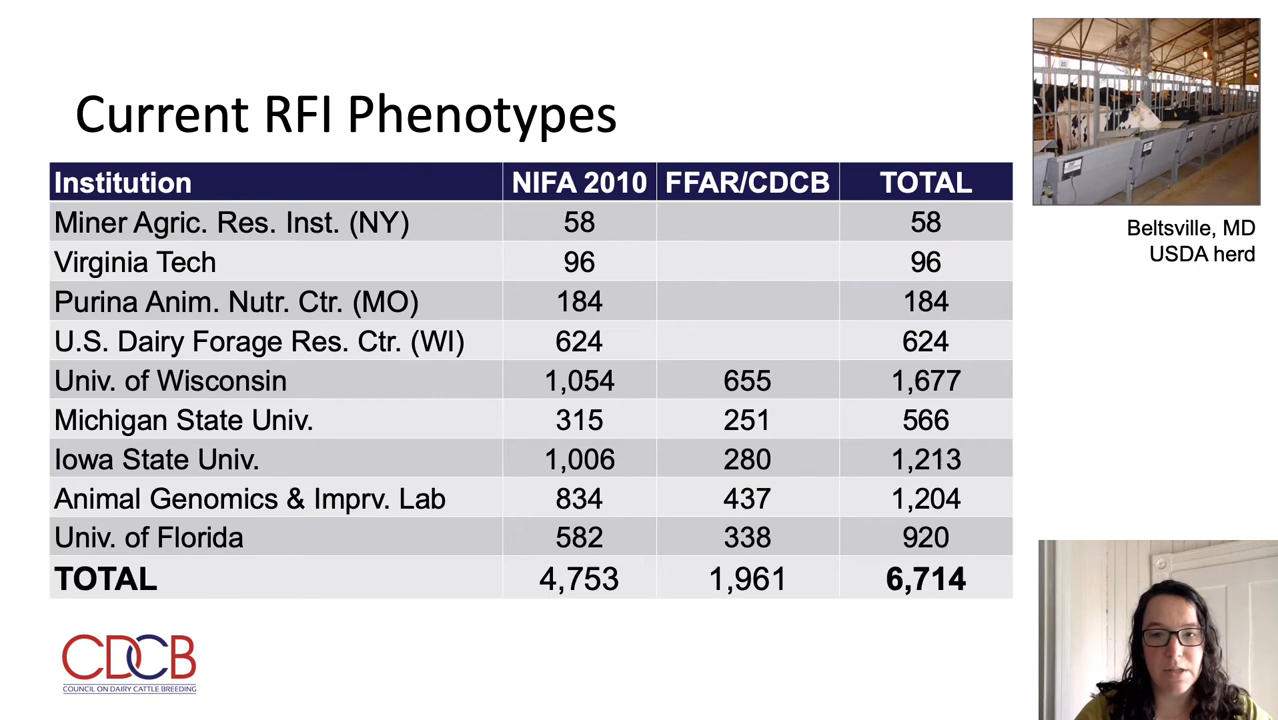 Current RFI Phenotypes
Institution NIFA 2010 FFAR/CDCB TOTAL
Miner Agric. Res. Inst. (NY) 58 58
Virginia Tech 96 96
Purina Anim. Nutr. Ctr. (MO) 184 184
U.S. Dairy Forage Res. Ctr. (WI) 624 624
Univ. of Wisconsin 1,054 655 1,677
Michigan State Univ. 315 251 566
Iowa State Univ. 1,006 280 1,213
Animal Genomics & Imprv. Lab 834 437 1,204
Univ. of Florida 582 338 920
TOTAL 4,753 1,961 6,714
Beltsville, MD
USDA herd
CDCB
COUNCIL ON DAIRY CATTLE BREEDING